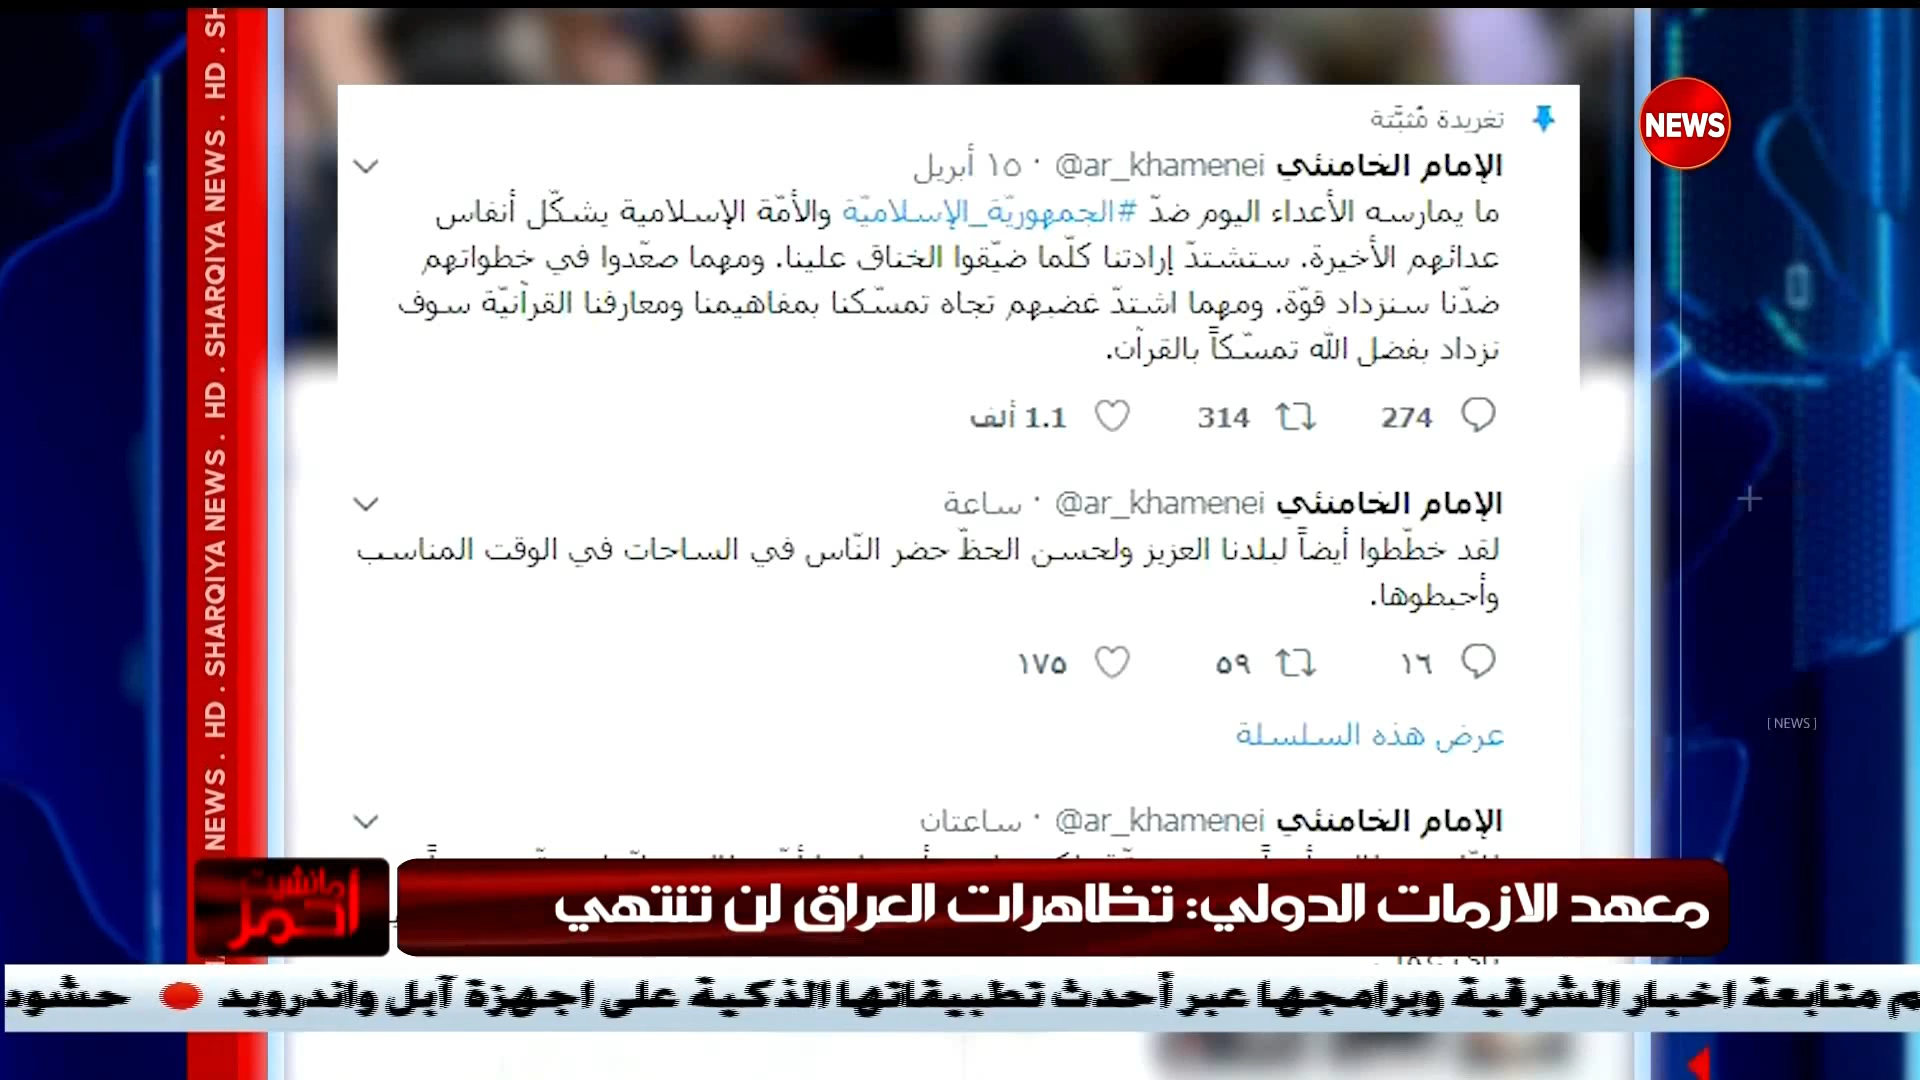 تغريدة مُثبَّتة
الإمام الخامنئي @ar_khamenei · ١٥ أبريل
ما يمارسه الأعداء اليوم ضدّ #الجمهوريّة_الإسلاميّة والأمّة الإسلامية يشكّل أنفاس
عدائهم الأخيرة. ستشتدّ إرادتنا كلّما ضيّقوا الخناق علينا. ومهما صعّدوا في خطواتهم
ضدّنا سنزداد قوّة. ومهما اشتدّ غضبهم تجاه تمسّكنا بمفاهيمنا ومعارفنا القرآنيّة سوف
نزداد بفضل الله تمسّكاً بالقرآن.
274 314 1.1 ألف
الإمام الخامنئي @ar_khamenei · ساعة
لقد خطّطوا أيضاً لبلدنا العزيز ولحسن الحظّ حضر النّاس في الساحات في الوقت المناسب
وأحبطوها.
١٦ ٥٩ ١٧٥
عرض هذه السلسلة
الإمام الخامنئي @ar_khamenei · ساعتان
NEWS
[ NEWS ]
NEWS . HD . SHARQIYA NEWS . HD . SHARQIYA NEWS . HD . SH
مانشيت
أحمر
معهد الازمات الدولي: تظاهرات العراق لن تنتهي
م متابعة اخبار الشرقية وبرامجها عبر أحدث تطبيقاتها الذكية على اجهزة آبل واندرويد حشود